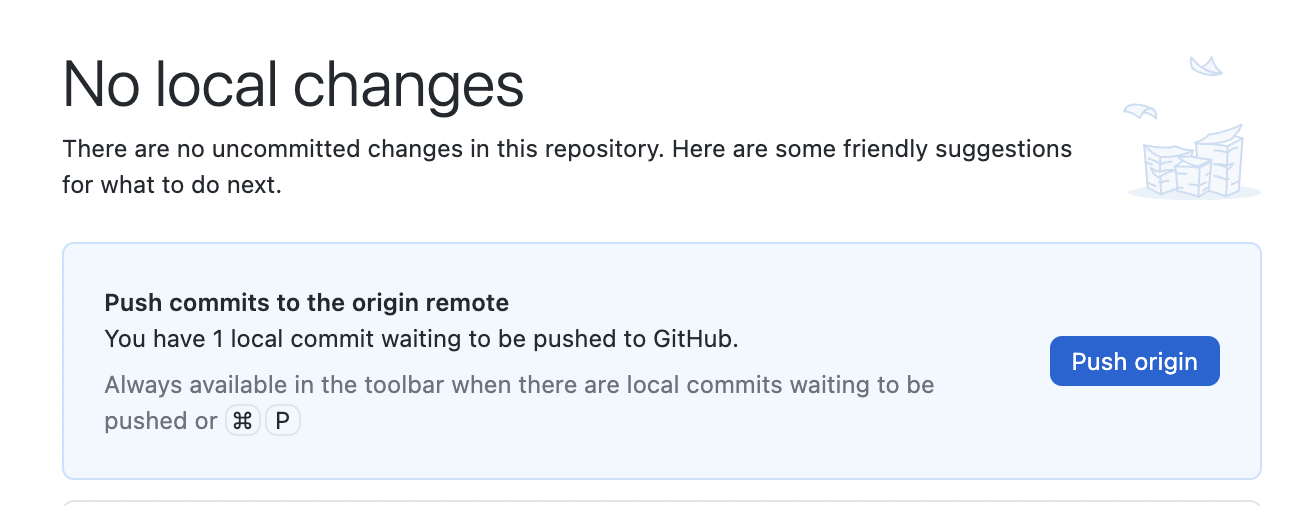 No local changes
There are no uncommitted changes in this repository. Here are some friendly suggestions
for what to do next.
Push commits to the origin remote
You have 1 local commit waiting to be pushed to GitHub.
Push origin
Always available in the toolbar when there are local commits waiting to be
pushed or ⌘ P